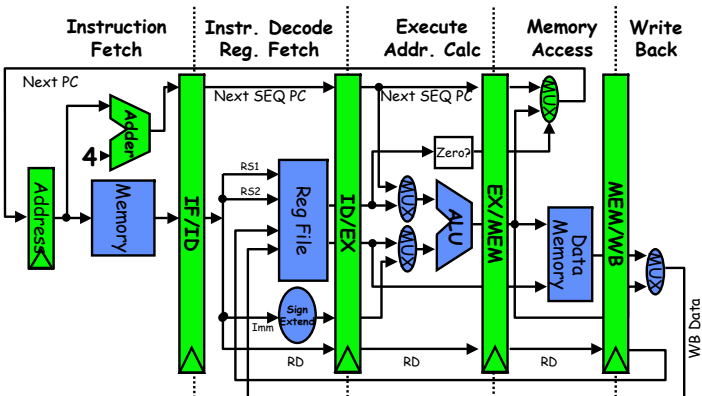 Instruction
Fetch
Instr. Decode
Reg. Fetch
Execute
Addr. Calc
Memory
Access
Write
Back
Next PC
Next SEQ PC
Next SEQ PC
MUX
4
Adder
Zero?
RS1
RS2
Address
Memory
IF/ID
Reg File
ID/EX
MUX
MUX
ALU
EX/MEM
Data
Memory
MEM/WB
MUX
Sign
Extend
Imm
RD
RD
RD
WB Data